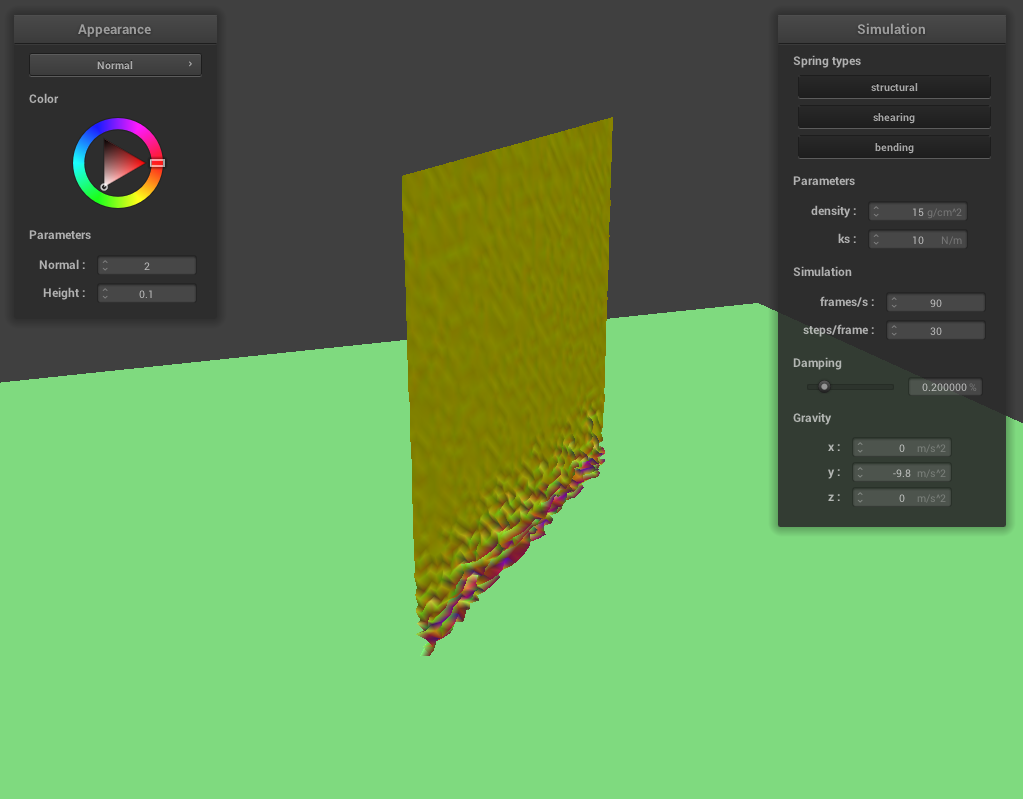 Appearance
Normal
Color
Parameters
Normal : 2
Height : 0.1
Simulation
Spring types
structural
shearing
bending
Parameters
density : 15 g/cm^2
ks : 10 N/m
Simulation
frames/s : 90
steps/frame : 30
Damping
0.200000 %
Gravity
x : 0 m/s^2
y : -9.8 m/s^2
z : 0 m/s^2